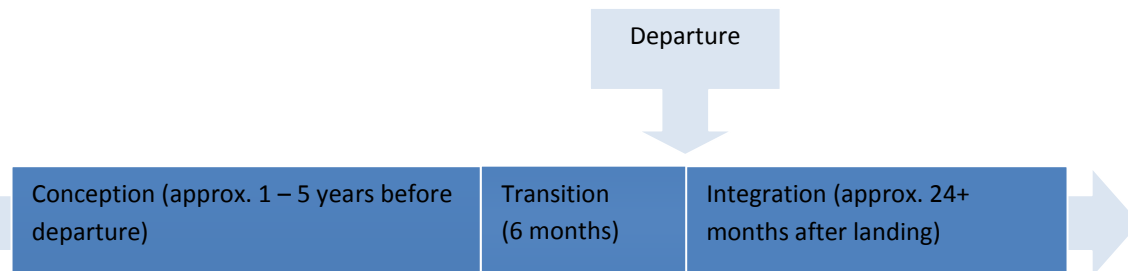 Departure
Conception (approx. 1 – 5 years before
departure)
Transition
(6 months)
Integration (approx. 24+
months after landing)